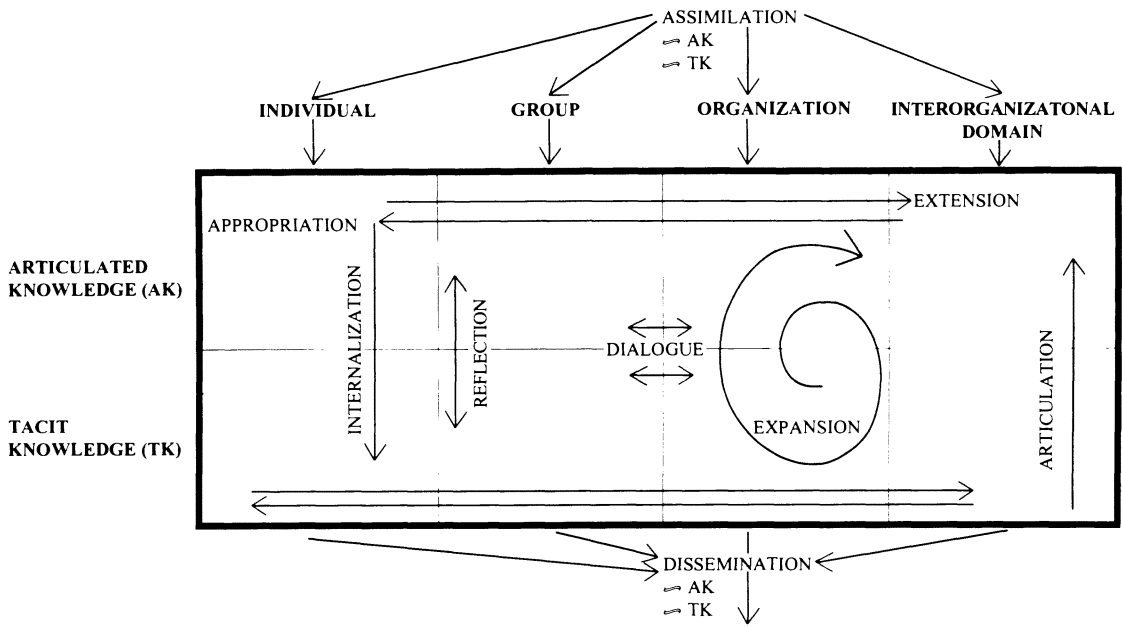 ASSIMILATION
AK
TK
INDIVIDUAL
GROUP
ORGANIZATION
INTERORGANIZATONAL
DOMAIN
EXTENSION
APPROPRIATION
ARTICULATED
KNOWLEDGE (AK)
INTERNALIZATION
REFLECTION
DIALOGUE
ARTICULATION
TACIT
KNOWLEDGE (TK)
EXPANSION
DISSEMINATION
AK
TK